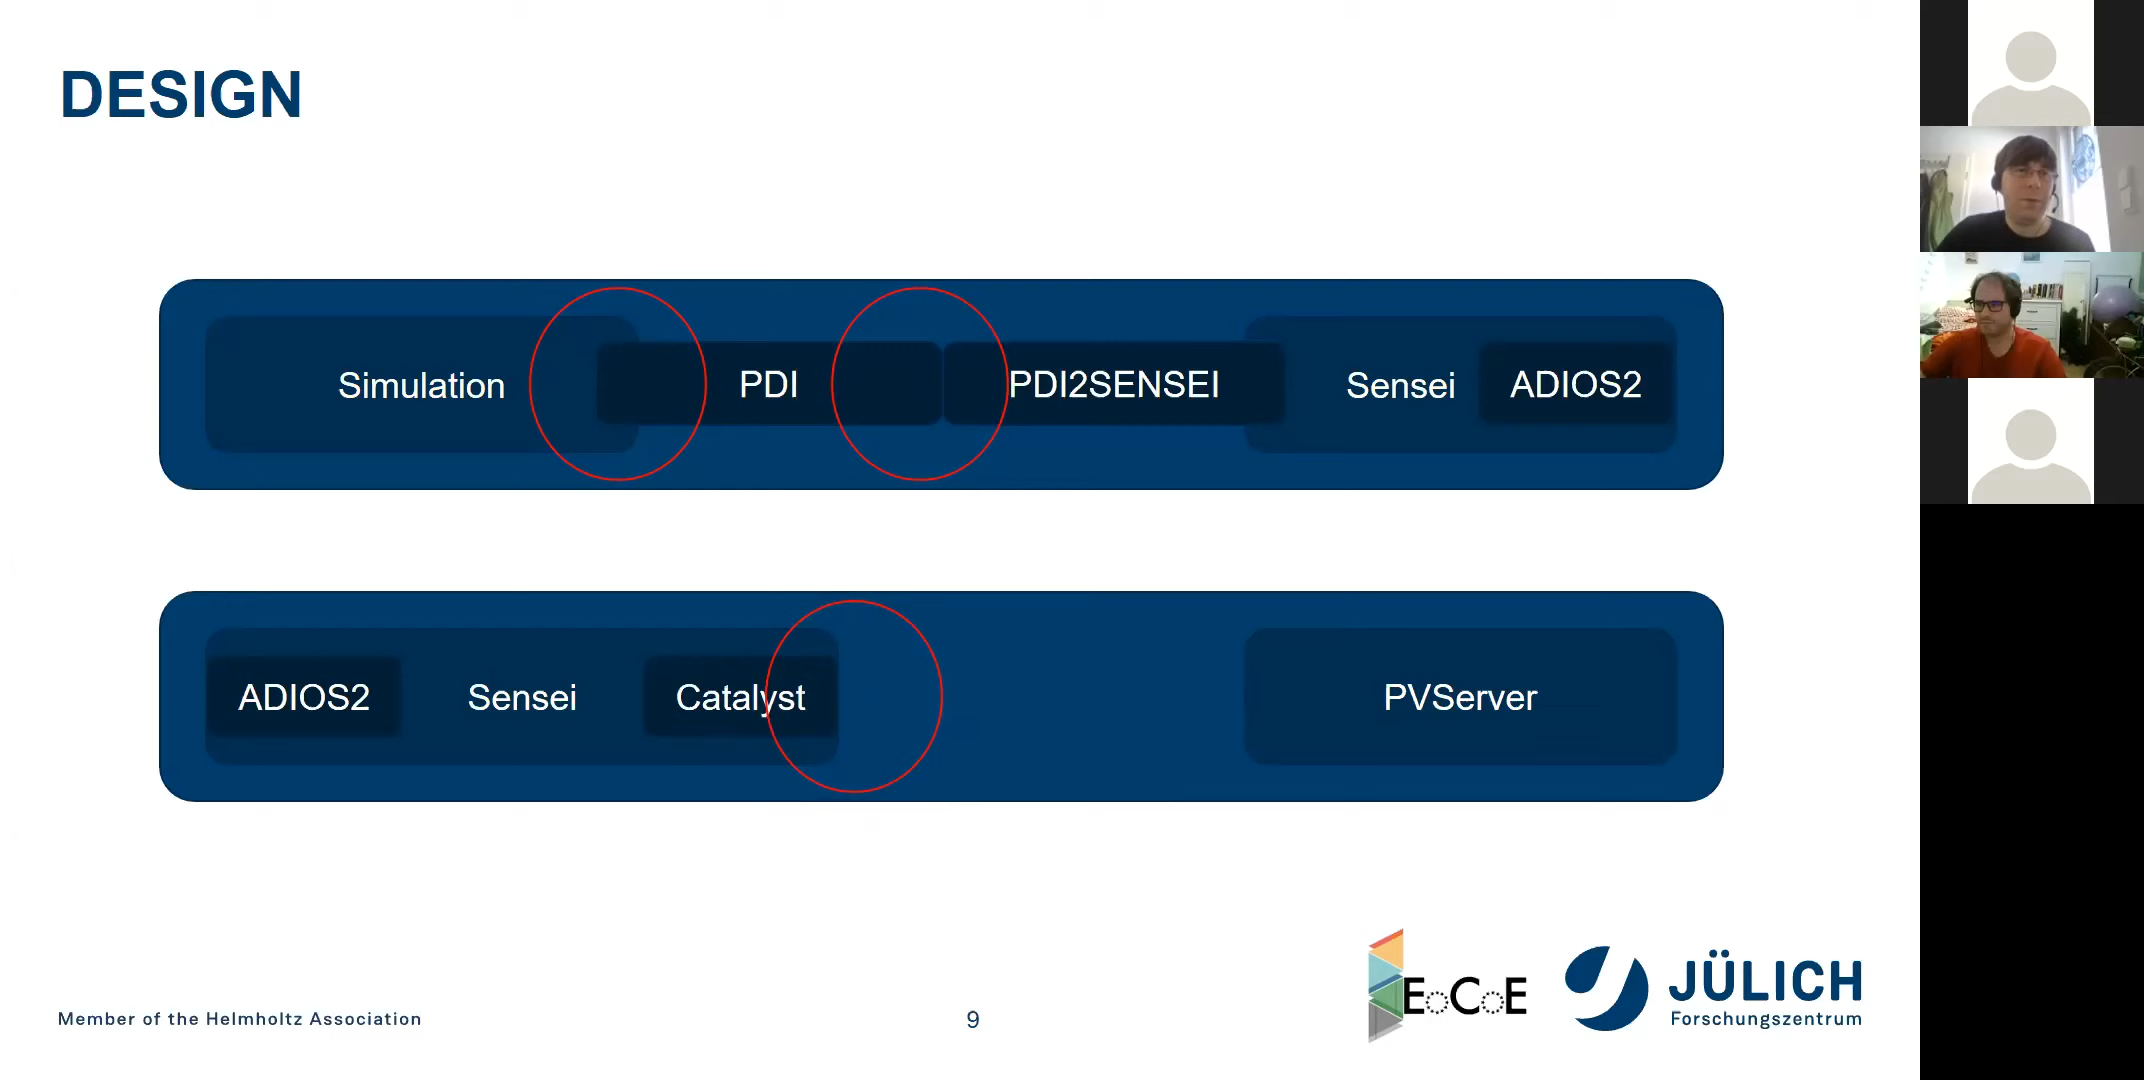 DESIGN
Simulation
PDI
PDI2SENSEI
Sensei
ADIOS2
ADIOS2
Sensei
Catalyst
PVServer
EoCoE
JÜLICH
Forschungszentrum
Member of the Helmholtz Association
9